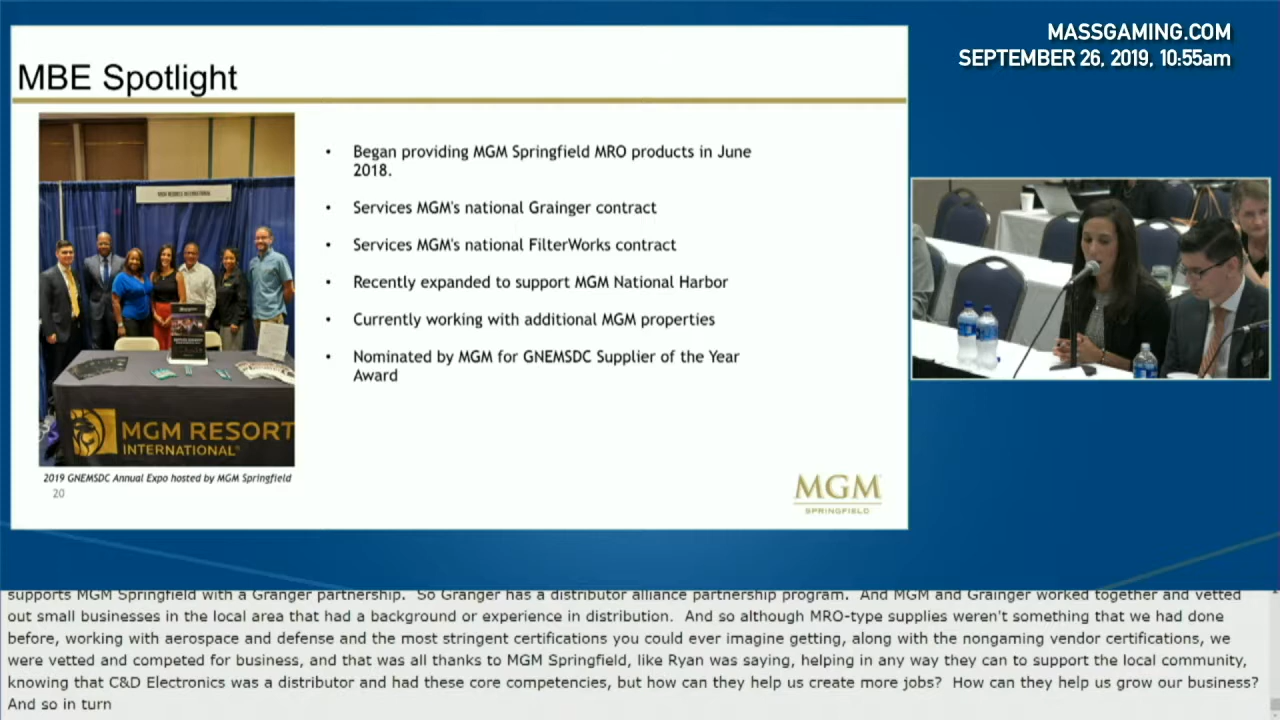 MASSGAMING.COM
SEPTEMBER 26, 2019, 10:55am
MBE Spotlight
MGM RESORTS INTERNATIONAL
• Began providing MGM Springfield MRO products in June
2018.
• Services MGM's national Grainger contract
• Services MGM's national FilterWorks contract
• Recently expanded to support MGM National Harbor
• Currently working with additional MGM properties
• Nominated by MGM for GNEMSDC Supplier of the Year
Award
MGM RESORT
INTERNATIONAL
2019 GNEMSDC Annual Expo hosted by MGM Springfield
20
MGM
SPRINGFIELD
supports MGM Springfield with a Granger partnership.  So Granger has a distributor alliance partnership program.  And MGM and Grainger worked together and vetted
out small businesses in the local area that had a background or experience in distribution.  And so although MRO-type supplies weren't something that we had done
before, working with aerospace and defense and the most stringent certifications you could ever imagine getting, along with the nongaming vendor certifications, we
were vetted and competed for business, and that was all thanks to MGM Springfield, like Ryan was saying, helping in any way they can to support the local community,
knowing that C&D Electronics was a distributor and had these core competencies, but how can they help us create more jobs?  How can they help us grow our business?
And so in turn